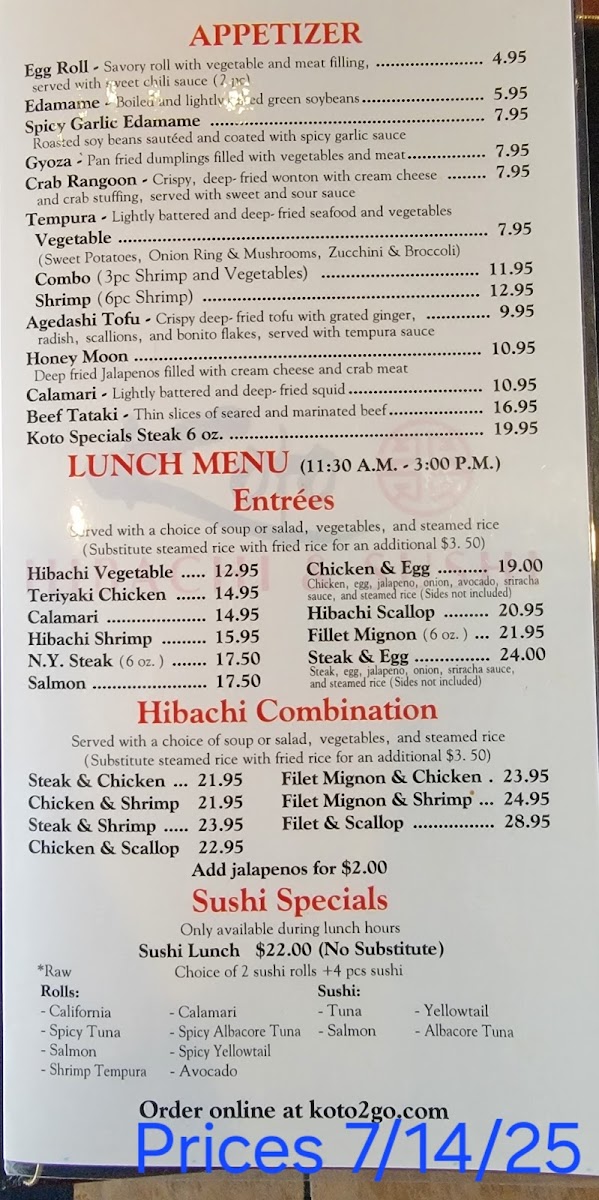 APPETIZER
Egg Roll - Savory roll with vegetable and meat filling, ...................... 4.95
served with sweet chili sauce (2 pc)
Edamame - Boiled and lightly salted green soybeans......................... 5.95
Spicy Garlic Edamame ....................................................... 7.95
Roasted soy beans sautéed and coated with spicy garlic sauce
Gyoza - Pan fried dumplings filled with vegetables and meat................ 7.95
Crab Rangoon - Crispy, deep-fried wonton with cream cheese ........ 7.95
and crab stuffing, served with sweet and sour sauce
Tempura - Lightly battered and deep-fried seafood and vegetables
Vegetable ........................................................................... 7.95
(Sweet Potatoes, Onion Ring & Mushrooms, Zucchini & Broccoli)
Combo (3pc Shrimp and Vegetables) ................................ 11.95
Shrimp (6pc Shrimp) ........................................................ 12.95
Agedashi Tofu - Crispy deep-fried tofu with grated ginger, ............. 9.95
radish, scallions, and bonito flakes, served with tempura sauce
Honey Moon ...................................................................... 10.95
Deep fried Jalapenos filled with cream cheese and crab meat
Calamari - Lightly battered and deep-fried squid........................... 10.95
Beef Tataki - Thin slices of seared and marinated beef................... 16.95
Koto Specials Steak 6 oz. ................................................... 19.95
LUNCH MENU (11:30 A.M. - 3:00 P.M.)
Entrées
Served with a choice of soup or salad, vegetables, and steamed rice
(Substitute steamed rice with fried rice for an additional $3. 50)
Hibachi Vegetable ..... 12.95
Teriyaki Chicken ...... 14.95
Calamari .................... 14.95
Hibachi Shrimp ......... 15.95
N.Y. Steak (6 oz. ) ....... 17.50
Salmon ....................... 17.50
Chicken & Egg .......... 19.00
Chicken, egg, jalapeno, onion, avocado, sriracha
sauce, and steamed rice (Sides not included)
Hibachi Scallop ......... 20.95
Fillet Mignon (6 oz. ) ... 21.95
Steak & Egg ............... 24.00
Steak, egg, jalapeno, onion, sriracha sauce,
and steamed rice (Sides not included)
Hibachi Combination
Served with a choice of soup or salad, vegetables, and steamed rice
(Substitute steamed rice with fried rice for an additional $3. 50)
Steak & Chicken ... 21.95
Chicken & Shrimp 21.95
Steak & Shrimp ..... 23.95
Chicken & Scallop 22.95
Filet Mignon & Chicken . 23.95
Filet Mignon & Shrimp ... 24.95
Filet & Scallop ................ 28.95
Add jalapenos for $2.00
Sushi Specials
Only available during lunch hours
Sushi Lunch $22.00 (No Substitute)
*Raw Choice of 2 sushi rolls +4 pcs sushi
Rolls:
- California
- Spicy Tuna
- Salmon
- Shrimp Tempura
- Calamari
- Spicy Albacore Tuna
- Spicy Yellowtail
- Avocado
Sushi:
- Tuna
- Salmon
- Yellowtail
- Albacore Tuna
Order online at koto2go.com
Prices 7/14/25